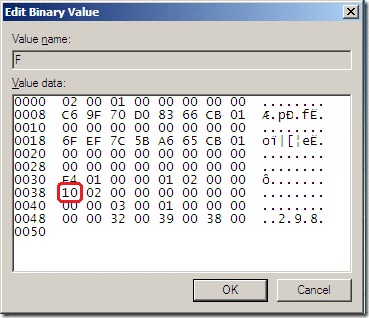 Edit Binary Value
Value name:
F
Value data:
0000 02 00 01 00 00 00 00 00 ........
0008 C6 9F 70 D0 83 66 CB 01 Æ.pÐ.fË.
0010 00 00 00 00 00 00 00 00 ........
0018 6F EF 7C 5B A6 65 CB 01 oï|[¦eË.
0020 00 00 00 00 00 00 00 00 ........
0028 00 00 00 00 00 00 00 00 ........
0030 F4 01 00 00 01 02 00 00 ô.......
0038 10 02 00 00 00 00 00 00 ........
0040 00 00 03 00 01 00 00 00 ........
0048 00 00 32 00 39 00 38 00 ..2.9.8.
0050
OK Cancel